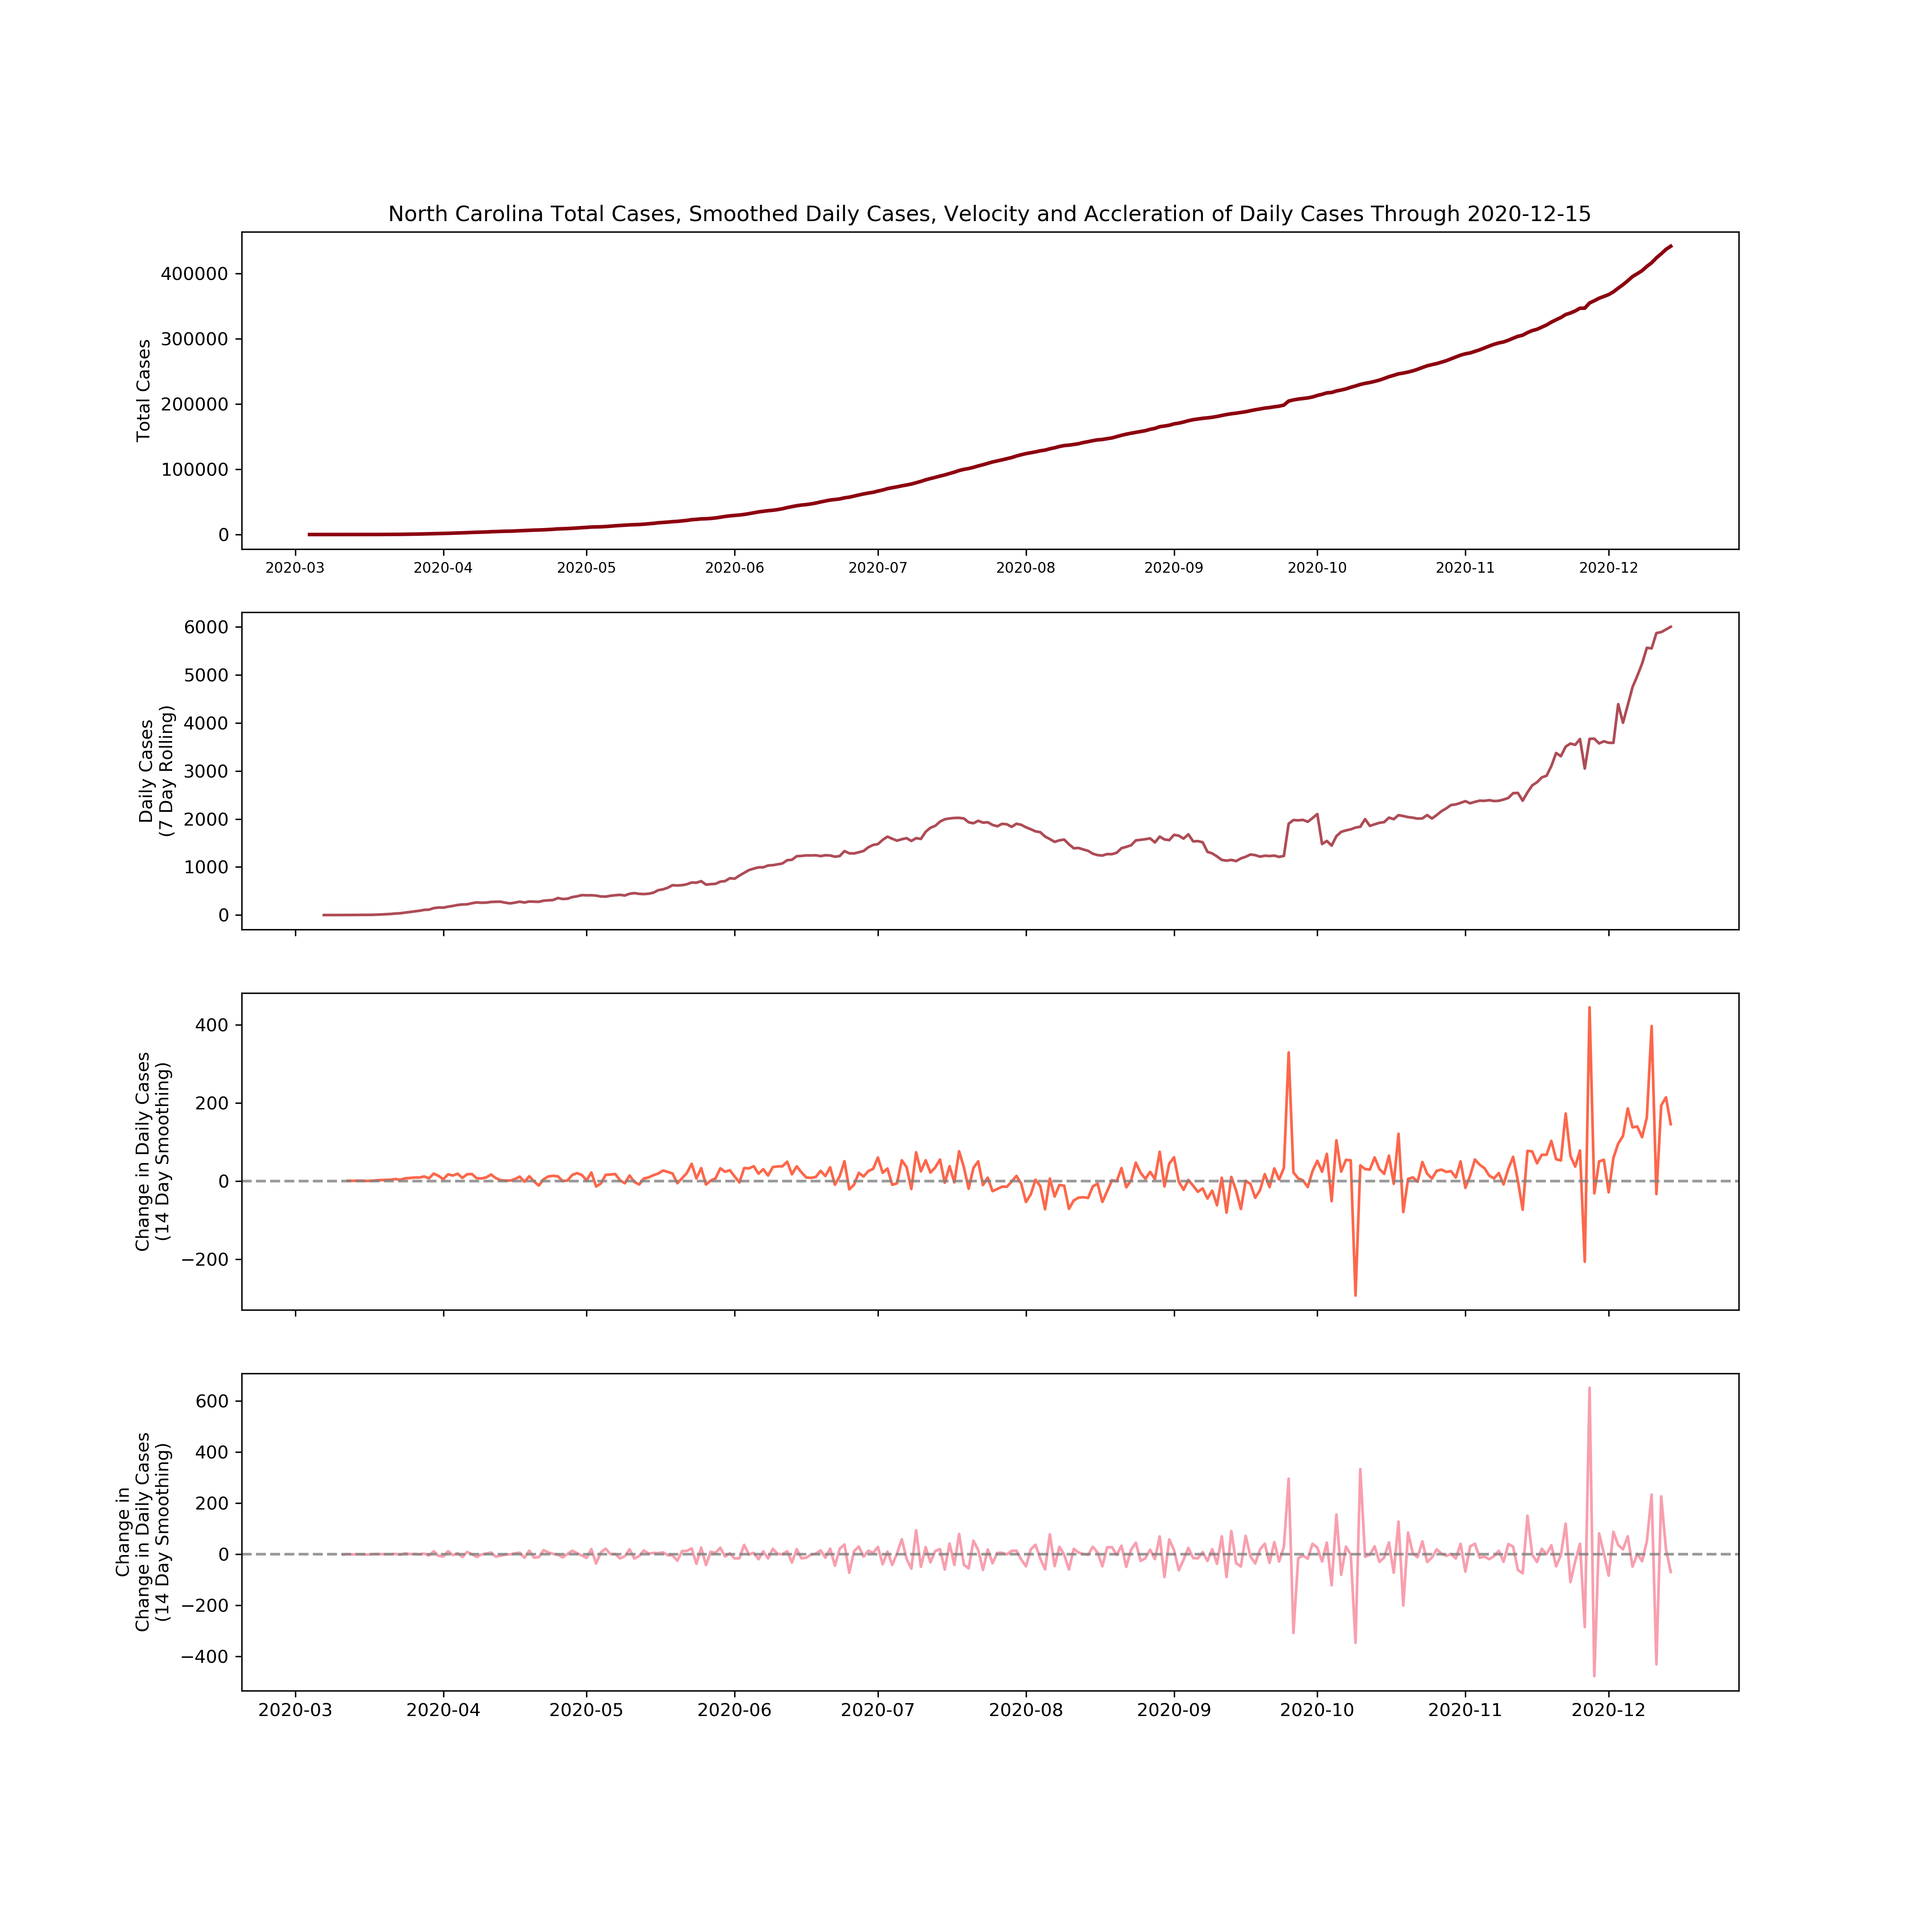 North Carolina Total Cases, Smoothed Daily Cases, Velocity and Accleration of Daily Cases Through 2020-12-15
Total Cases
400000
300000
200000
100000
0
2020-03 2020-04 2020-05 2020-06 2020-07 2020-08 2020-09 2020-10 2020-11 2020-12
Daily Cases
(7 Day Rolling)
6000
5000
4000
3000
2000
1000
0
Change in Daily Cases
(14 Day Smoothing)
400
200
0
−200
Change in
Change in Daily Cases
(14 Day Smoothing)
600
400
200
0
−200
−400
2020-03 2020-04 2020-05 2020-06 2020-07 2020-08 2020-09 2020-10 2020-11 2020-12